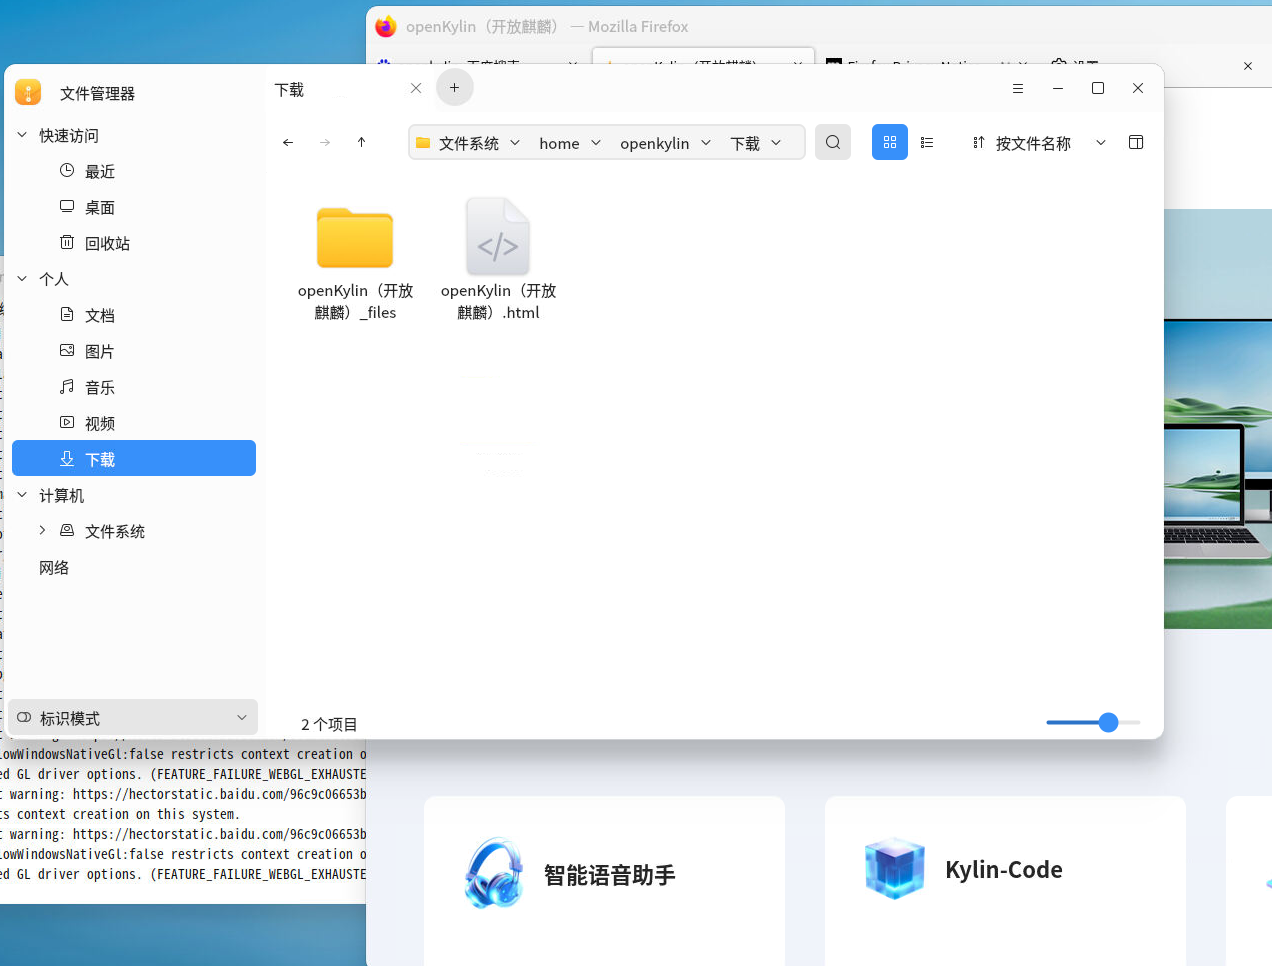 openKylin（开放麒麟） — Mozilla Firefox
文件管理器
下载
快速访问
最近
桌面
回收站
个人
文档
图片
音乐
视频
下载
计算机
文件系统
网络
标识模式
文件系统
home
openkylin
下载
按文件名称
openKylin（开放
麒麟）_files
openKylin（开放
麒麟）.html
2 个项目
owWindowsNativeGl:false restricts context creation o
ed GL driver options. (FEATURE_FAILURE_WEBGL_EXHAUSTE
t warning: https://hectorstatic.baidu.com/96c9c06653b
ts context creation on this system.
t warning: https://hectorstatic.baidu.com/96c9c06653b
owWindowsNativeGl:false restricts context creation o
ed GL driver options. (FEATURE_FAILURE_WEBGL_EXHAUSTE
智能语音助手
Kylin-Code